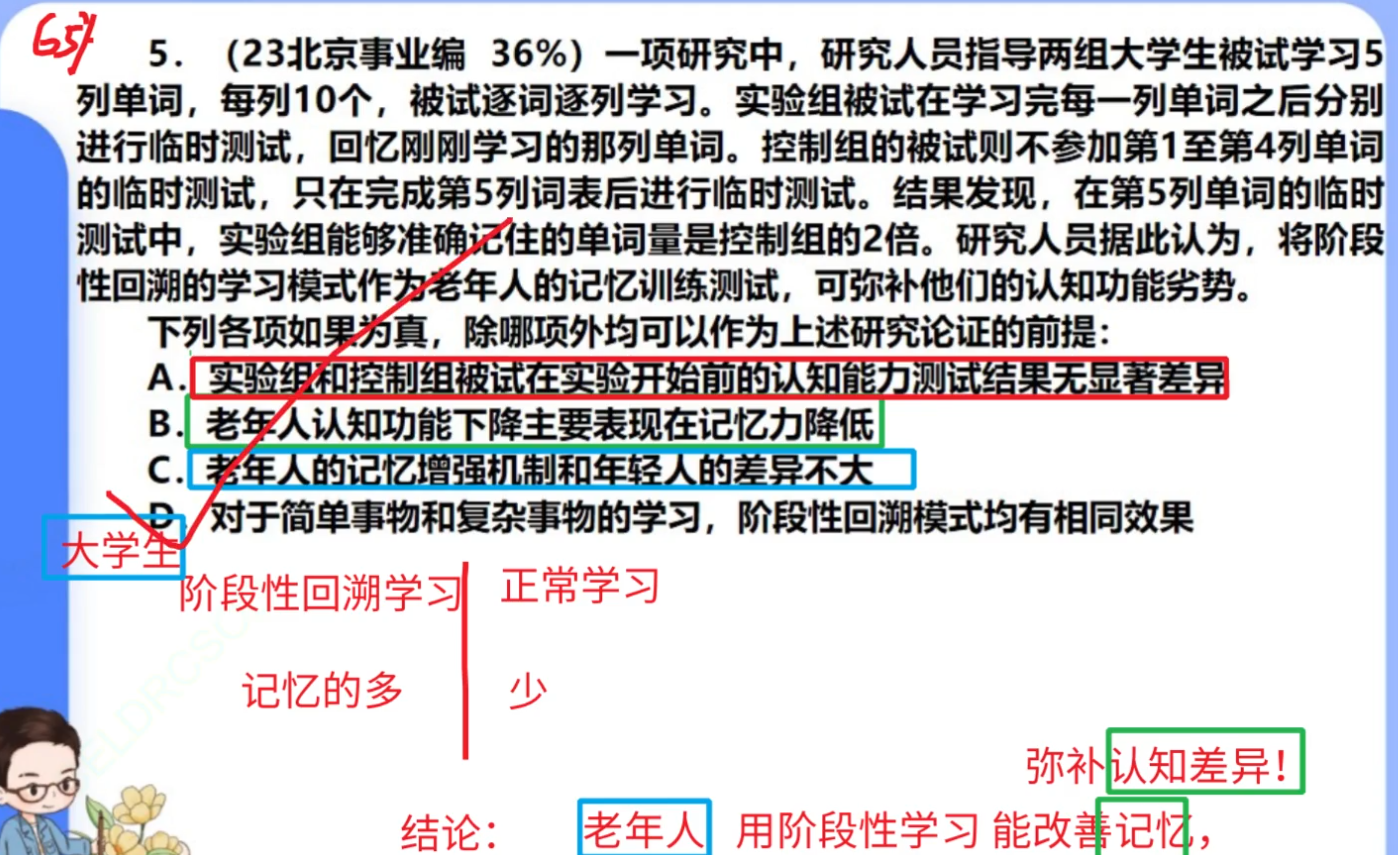 657
5. （23北京事业编 36%）一项研究中，研究人员指导两组大学生被试学习5
列单词，每列10个，被试逐词逐列学习。实验组被试在学习完每一列单词之后分别
进行临时测试，回忆刚刚学习的那列单词。控制组的被试则不参加第1至第4列单词
的临时测试，只在完成第5列词表后进行临时测试。结果发现，在第5列单词的临时
测试中，实验组能够准确记住的单词量是控制组的2倍。研究人员据此认为，将阶段
性回溯的学习模式作为老年人的记忆训练测试，可弥补他们的认知功能劣势。
下列各项如果为真，除哪项外均可以作为上述研究论证的前提：
A. 实验组和控制组被试在实验开始前的认知能力测试结果无显著差异
B. 老年人认知功能下降主要表现在记忆力降低
C. 老年人的记忆增强机制和年轻人的差异不大
D. 对于简单事物和复杂事物的学习，阶段性回溯模式均有相同效果
大学生
阶段性回溯学习 正常学习
记忆的多 少
弥补认知差异！
结论： 老年人 用阶段性学习 能改善记忆，